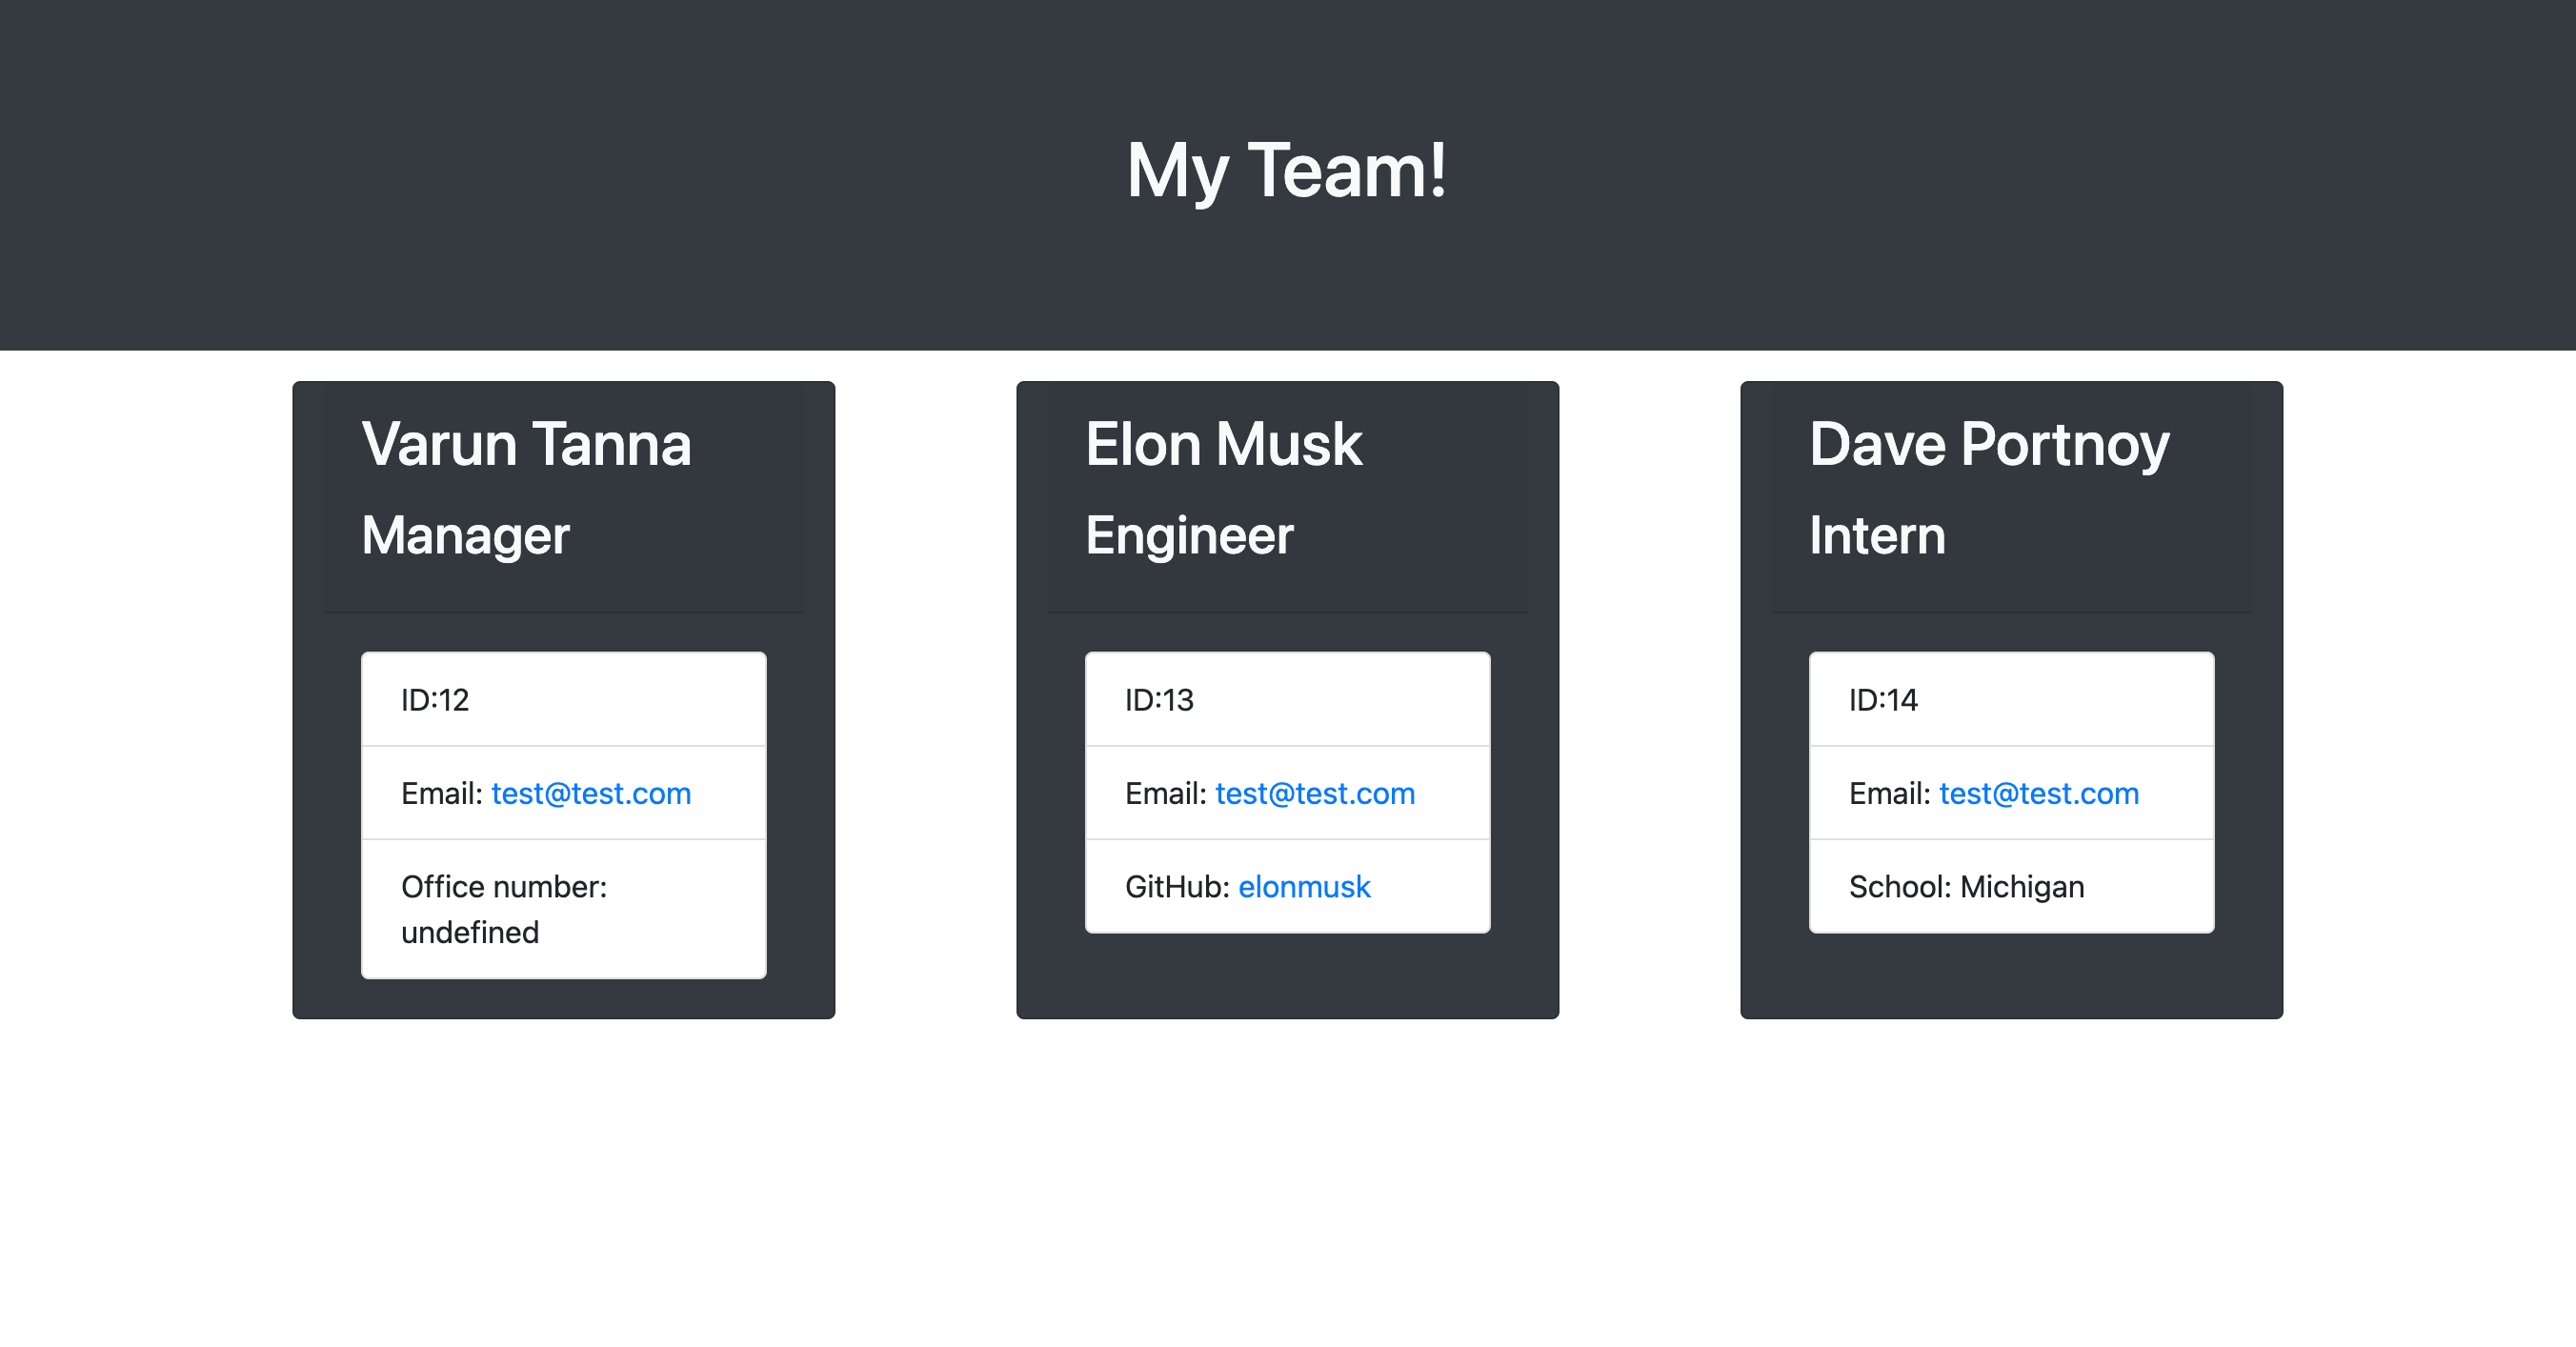 My Team!
Varun Tanna
Manager
ID:12
Email: test@test.com
Office number:
undefined
Elon Musk
Engineer
ID:13
Email: test@test.com
GitHub: elonmusk
Dave Portnoy
Intern
ID:14
Email: test@test.com
School: Michigan